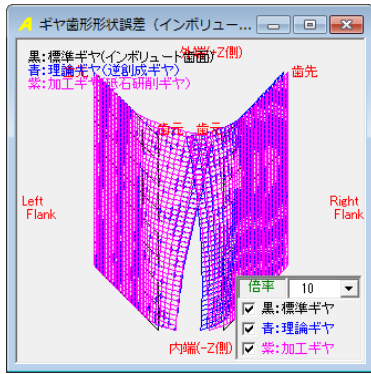 ギヤ歯形形状誤差（インボリュー...
黒:標準ギヤ(インボリュート歯面)
外端(+Z側)
青:理論ギヤ(逆創成ギヤ)
歯先
歯先
紫:加工ギヤ(砥石研削ギヤ)
歯元 歯元
Left
Flank
Right
Flank
内端(-Z側)
倍率 10
黒:標準ギヤ
青:理論ギヤ
紫:加工ギヤ